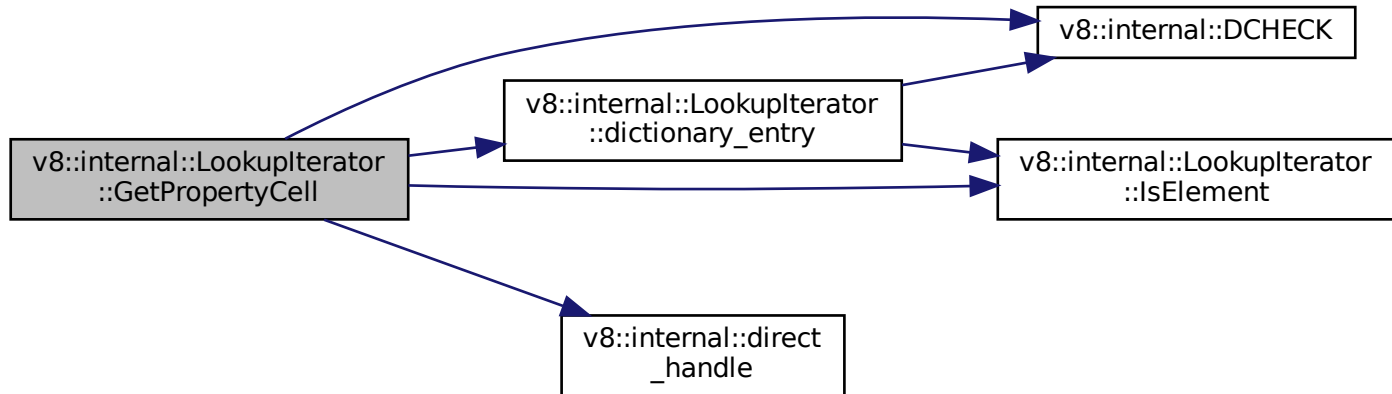 v8::internal::LookupIterator
::GetPropertyCell
v8::internal::DCHECK
v8::internal::LookupIterator
::dictionary_entry
v8::internal::LookupIterator
::IsElement
v8::internal::direct
_handle